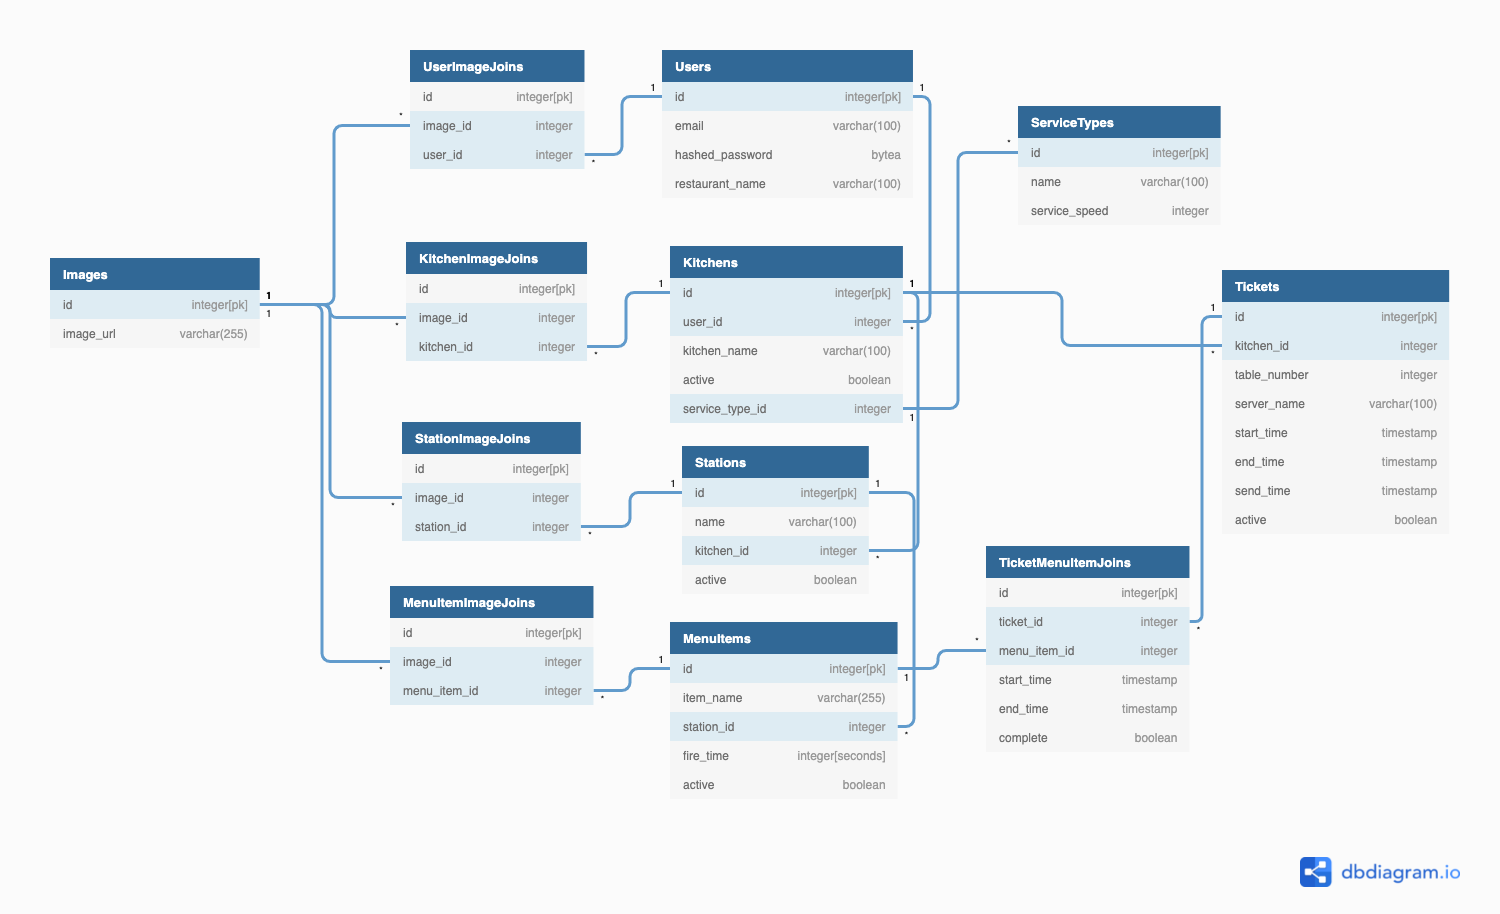 UserImageJoins
id integer[pk]
image_id integer
user_id integer
Users
id integer[pk]
email varchar(100)
hashed_password bytea
restaurant_name varchar(100)
ServiceTypes
id integer[pk]
name varchar(100)
service_speed integer
Images
id integer[pk]
image_url varchar(255)
KitchenImageJoins
id integer[pk]
image_id integer
kitchen_id integer
Kitchens
id integer[pk]
user_id integer
kitchen_name varchar(100)
active boolean
service_type_id integer
Tickets
id integer[pk]
kitchen_id integer
table_number integer
server_name varchar(100)
start_time timestamp
end_time timestamp
send_time timestamp
active boolean
StationImageJoins
id integer[pk]
image_id integer
station_id integer
Stations
id integer[pk]
name varchar(100)
kitchen_id integer
active boolean
MenuItemImageJoins
id integer[pk]
image_id integer
menu_item_id integer
MenuItems
id integer[pk]
item_name varchar(255)
station_id integer
fire_time integer[seconds]
active boolean
TicketMenuItemJoins
id integer[pk]
ticket_id integer
menu_item_id integer
start_time timestamp
end_time timestamp
complete boolean
1
*
1
*
1
1
*
*
1
*
1
1
*
*
1
1
*
*
1
*
1
*
1
*
1
1
*
*
1
*
dbdiagram.io